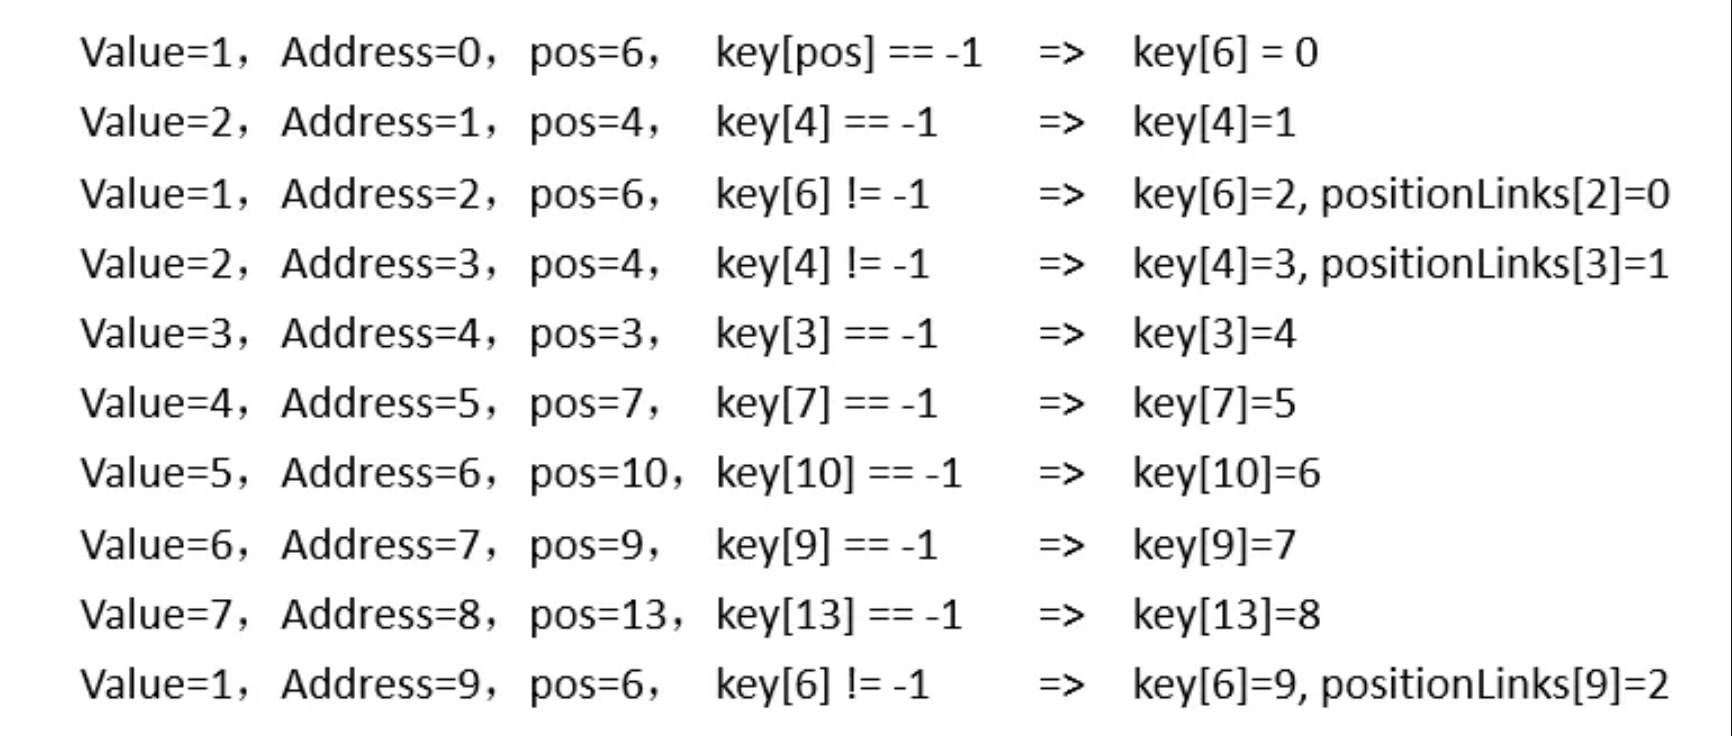 Value=1，Address=0，pos=6， key[pos] == -1 => key[6] = 0
Value=2，Address=1，pos=4， key[4] == -1 => key[4]=1
Value=1，Address=2，pos=6， key[6] != -1 => key[6]=2, positionLinks[2]=0
Value=2，Address=3，pos=4， key[4] != -1 => key[4]=3, positionLinks[3]=1
Value=3，Address=4，pos=3， key[3] == -1 => key[3]=4
Value=4，Address=5，pos=7， key[7] == -1 => key[7]=5
Value=5，Address=6，pos=10，key[10] == -1 => key[10]=6
Value=6，Address=7，pos=9， key[9] == -1 => key[9]=7
Value=7，Address=8，pos=13，key[13] == -1 => key[13]=8
Value=1，Address=9，pos=6， key[6] != -1 => key[6]=9, positionLinks[9]=2